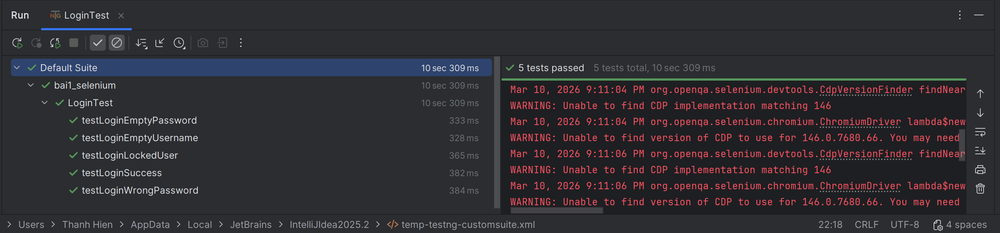 Run LoginTest
Default Suite 10 sec 309 ms
bai1_selenium 10 sec 309 ms
LoginTest 10 sec 309 ms
testLoginEmptyPassword 333 ms
testLoginEmptyUsername 328 ms
testLoginLockedUser 365 ms
testLoginSuccess 382 ms
testLoginWrongPassword 384 ms
5 tests passed 5 tests total, 10 sec 309 ms
Mar 10, 2026 9:11:04 PM org.openqa.selenium.devtools.CdpVersionFinder findNear
WARNING: Unable to find CDP implementation matching 146
Mar 10, 2026 9:11:04 PM org.openqa.selenium.chromium.ChromiumDriver lambda$new
WARNING: Unable to find version of CDP to use for 146.0.7680.66. You may need
Mar 10, 2026 9:11:06 PM org.openqa.selenium.devtools.CdpVersionFinder findNear
WARNING: Unable to find CDP implementation matching 146
Mar 10, 2026 9:11:06 PM org.openqa.selenium.chromium.ChromiumDriver lambda$new
WARNING: Unable to find version of CDP to use for 146.0.7680.66. You may need
Users > Thanh Hien > AppData > Local > JetBrains > IntelliJIdea2025.2 > </> temp-testng-customsuite.xml 22:18 CRLF UTF-8 4 spaces